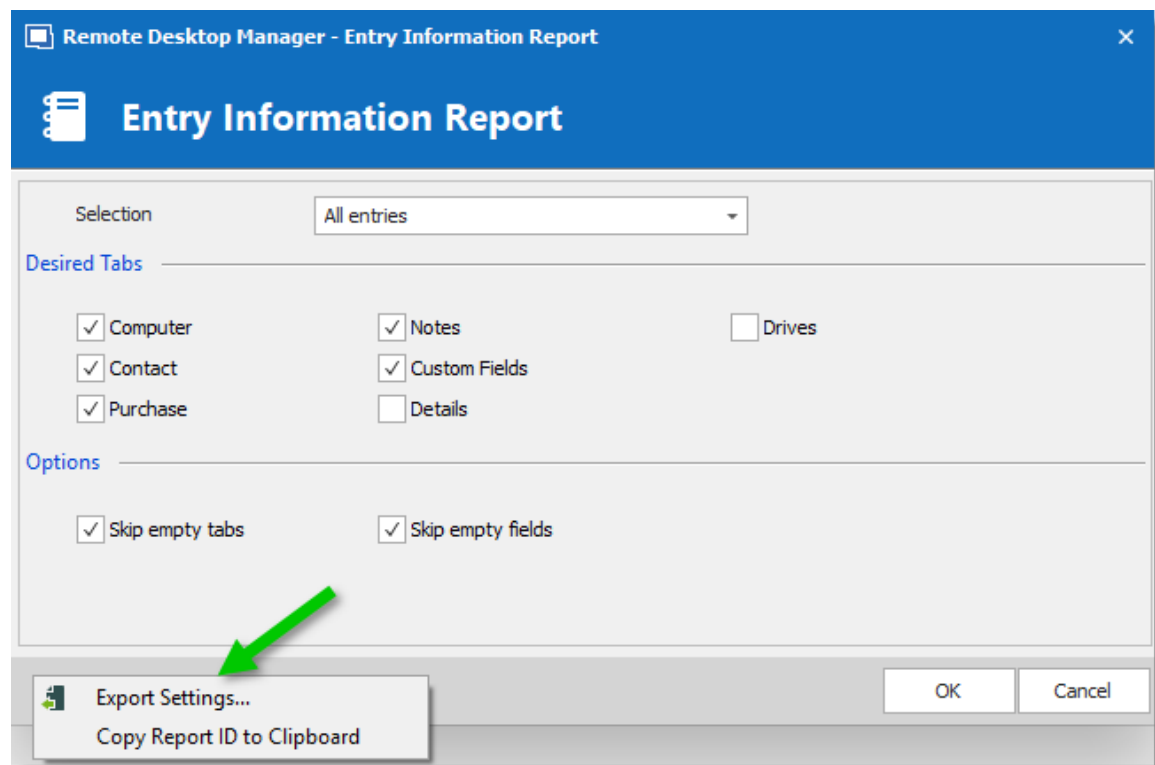 Remote Desktop Manager - Entry Information Report
Entry Information Report
Selection All entries
Desired Tabs
Computer Notes Drives
Contact Custom Fields
Purchase Details
Options
Skip empty tabs Skip empty fields
Export Settings... OK Cancel
Copy Report ID to Clipboard